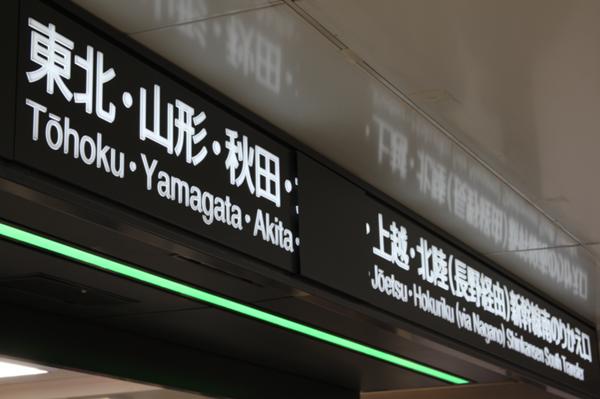 東北・山形・秋田・
Tōhoku・Yamagata・Akita・
上越・北陸(長野経由)新幹線南のりかえ口
Jōetsu・Hokuriku (via Nagano) Shinkansen South Transfer